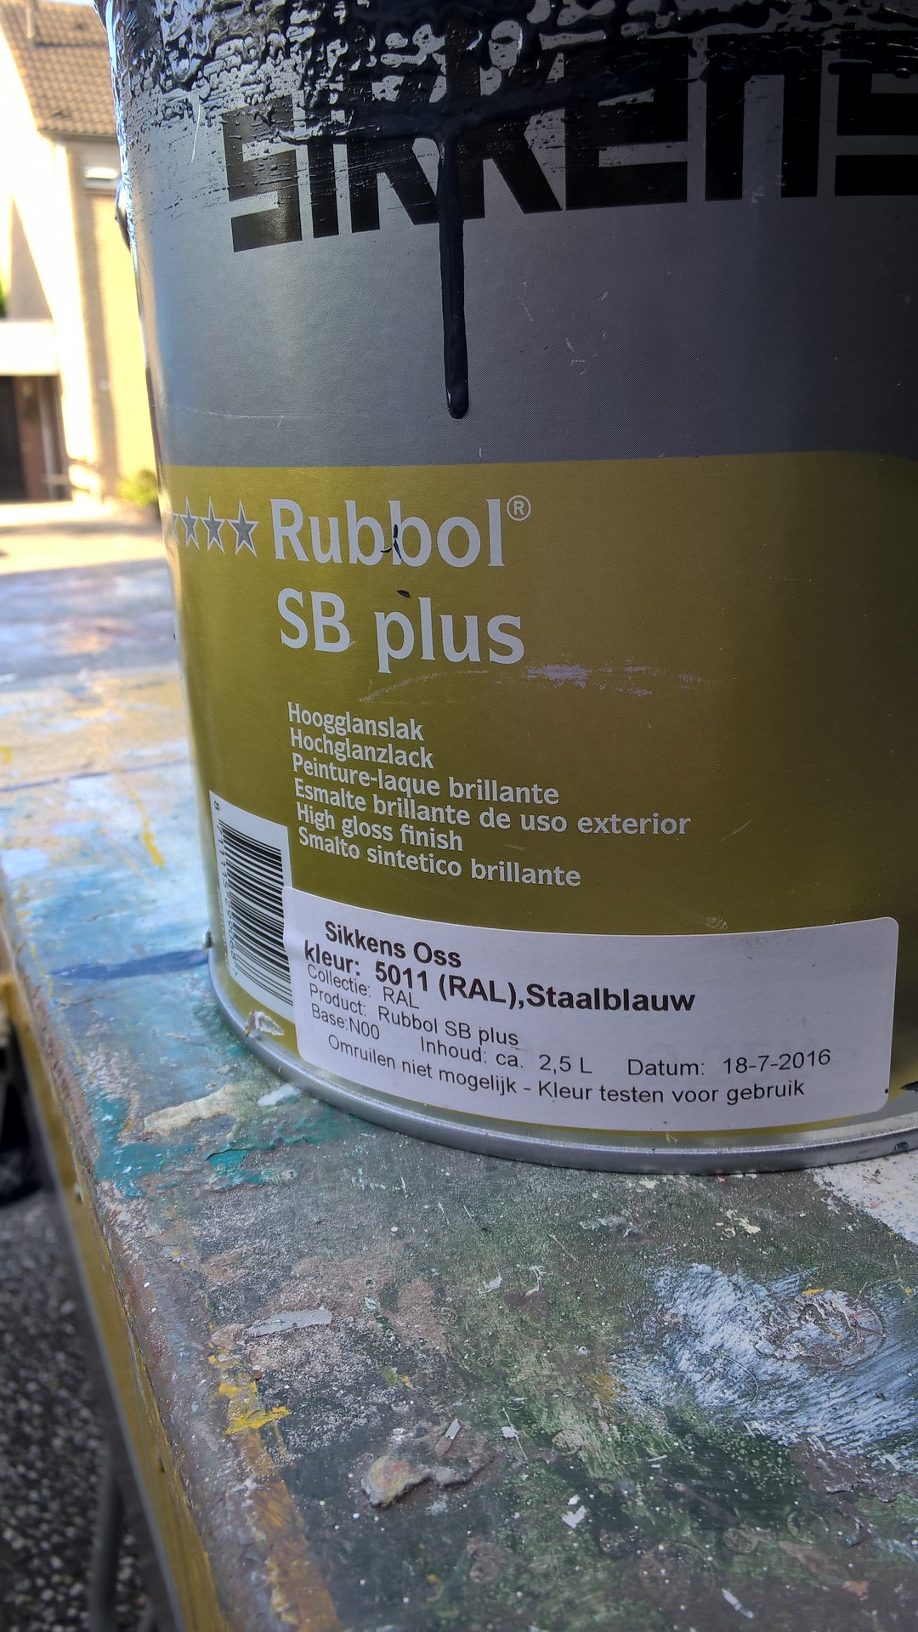 SIKKENS
Rubbol®
SB plus
Hoogglanslak
Hochglanzlack
Peinture-laque brillante
Esmalte brillante de uso exterior
High gloss finish
Smalto sintetico brillante
Sikkens Oss
kleur: 5011 (RAL),Staalblauw
Collectie: RAL
Product: Rubbol SB plus
Base:N00 Inhoud: ca. 2,5 L Datum: 18-7-2016
Omruilen niet mogelijk - Kleur testen voor gebruik